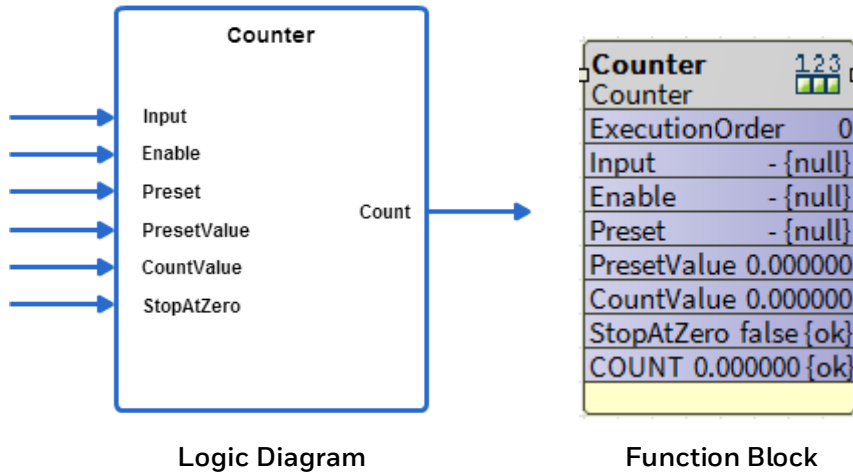 Counter
Input
Enable
Preset
PresetValue
CountValue
StopAtZero
Count
Logic Diagram
Counter 123
Counter
ExecutionOrder 0
Input - {null}
Enable - {null}
Preset - {null}
PresetValue 0.000000
CountValue 0.000000
StopAtZero false {ok}
COUNT 0.000000 {ok}
Function Block